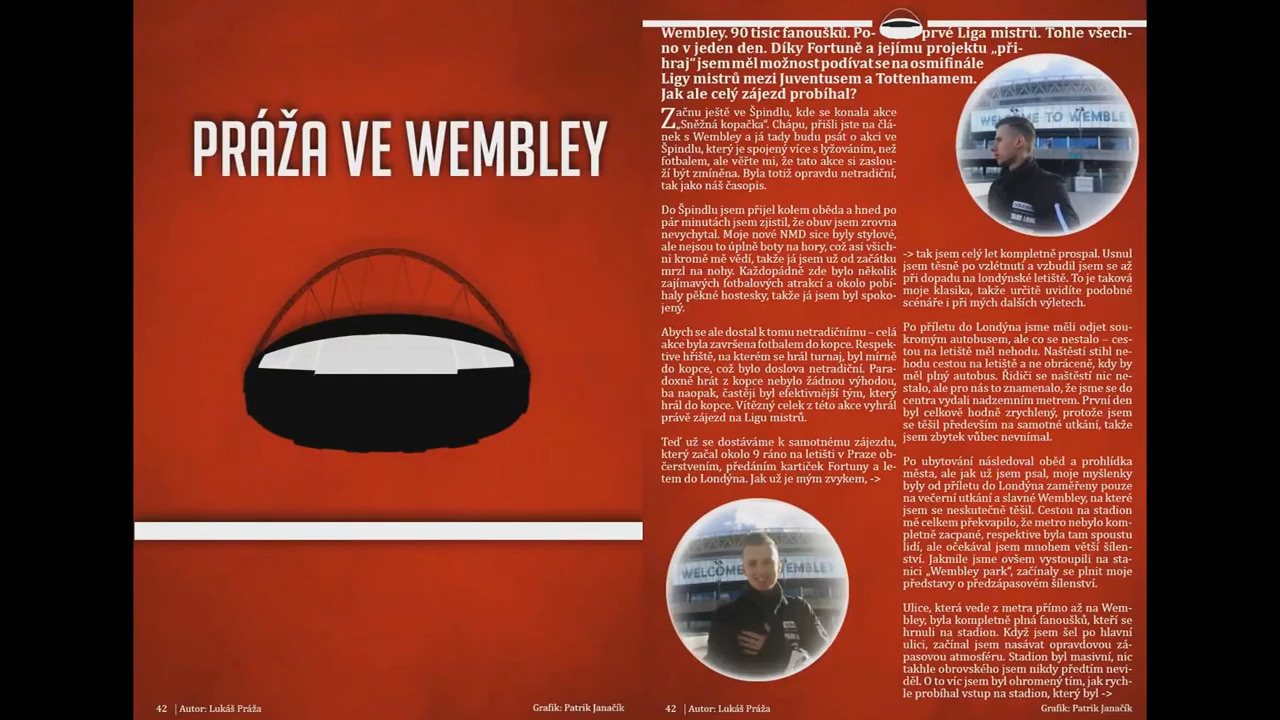 PRÁŽA VE WEMBLEY
42 | Autor: Lukáš Práža
Grafik: Patrik Janačík
Wembley. 90 tisíc fanoušků. Po- prvé Liga mistrů. Tohle všech-
no v jeden den. Díky Fortuně a jejímu projektu „při-
hraj“ jsem měl možnost podívat se na osmifinále
Ligy mistrů mezi Juventusem a Tottenhamem.
Jak ale celý zájezd probíhal?
Začnu ještě ve Špindlu, kde se konala akce
„Sněžná kopačka“. Chápu, přišli jste na člá-
nek s Wembley a já tady budu psát o akci ve
Špindlu, který je spojený více s lyžováním, než
fotbalem, ale věřte mi, že tato akce si zaslou-
ží být zmíněna. Byla totiž opravdu netradiční,
tak jako náš časopis.
Do Špindlu jsem přijel kolem oběda a hned po
pár minutách jsem zjistil, že obuv jsem zrovna
nevychytal. Moje nové NMD sice byly stylové,
ale nejsou to úplně boty na hory, což asi všich-
ni kromě mě vědí, takže já jsem už od začátku
mrzl na nohy. Každopádně zde bylo několik
zajímavých fotbalových atrakcí a okolo pobí-
haly pěkné hostesky, takže já jsem byl spoko-
jený.
Abych se ale dostal k tomu netradičnímu – celá
akce byla završena fotbalem do kopce. Respek-
tive hřiště, na kterém se hrál turnaj, byl mírně
do kopce, což bylo doslova netradiční. Para-
doxně hrát z kopce nebylo žádnou výhodou,
ba naopak, častěji byl efektivnější tým, který
hrál do kopce. Vítězný celek z této akce vyhrál
právě zájezd na Ligu mistrů.
Teď už se dostáváme k samotnému zájezdu,
který začal okolo 9 ráno na letišti v Praze ob-
čerstvením, předáním kartiček Fortuny a le-
tem do Londýna. Jak už je mým zvykem, ->
WELCOME WEMBLEY
42 | Autor: Lukáš Práža
WELCOME TO WEMBLE
-> tak jsem celý let kompletně prospal. Usnul
jsem těsně po vzlétnutí a vzbudil jsem se až
při dopadu na londýnské letiště. To je taková
moje klasika, takže určitě uvidíte podobné
scénáře i při mých dalších výletech.
Po příletu do Londýna jsme měli odjet sou-
kromým autobusem, ale co se nestalo – ces-
tou na letiště měl nehodu. Naštěstí stihl ne-
hodu cestou na letiště a ne obráceně, kdy by
měl plný autobus. Řidiči se naštěstí nic ne-
stalo, ale pro nás to znamenalo, že jsme se do
centra vydali nadzemním metrem. První den
byl celkově hodně zrychlený, protože jsem
se těšil především na samotné utkání, takže
jsem zbytek vůbec nevnímal.
Po ubytování následoval oběd a prohlídka
města, ale jak už jsem psal, moje myšlenky
byly od příletu do Londýna zaměřeny pouze
na večerní utkání a slavné Wembley, na které
jsem se neskutečně těšil. Cestou na stadion
mě celkem překvapilo, že metro nebylo kom-
pletně zacpané, respektive byla tam spoustu
lidí, ale očekával jsem mnohem větší šílen-
ství. Jakmile jsme ovšem vystoupili na sta-
nici „Wembley park“, začínaly se plnit moje
představy o předzápasovém šílenství.
Ulice, která vede z metra přímo až na Wem-
bley, byla kompletně plná fanoušků, kteří se
hrnuli na stadion. Když jsem šel po hlavní
ulici, začínal jsem nasávat opravdovou zá-
pasovou atmosféru. Stadion byl masivní, nic
takhle obrovského jsem nikdy předtím nevi-
děl. O to víc jsem byl ohromený tím, jak rych-
le probíhal vstup na stadion, který byl ->
Grafik: Patrik Janačík